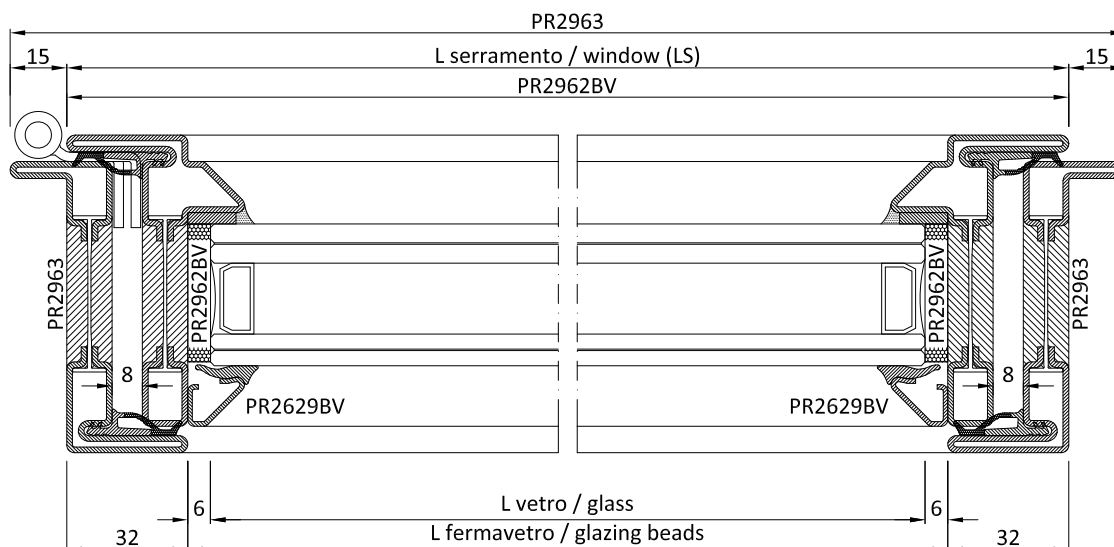 PR2963
15
L serramento / window (LS)
15
PR2962BV
PR2963
PR2962BV
PR2962BV
PR2963
8
8
PR2629BV
PR2629BV
6
L vetro / glass
6
32
L fermavetro / glazing beads
32